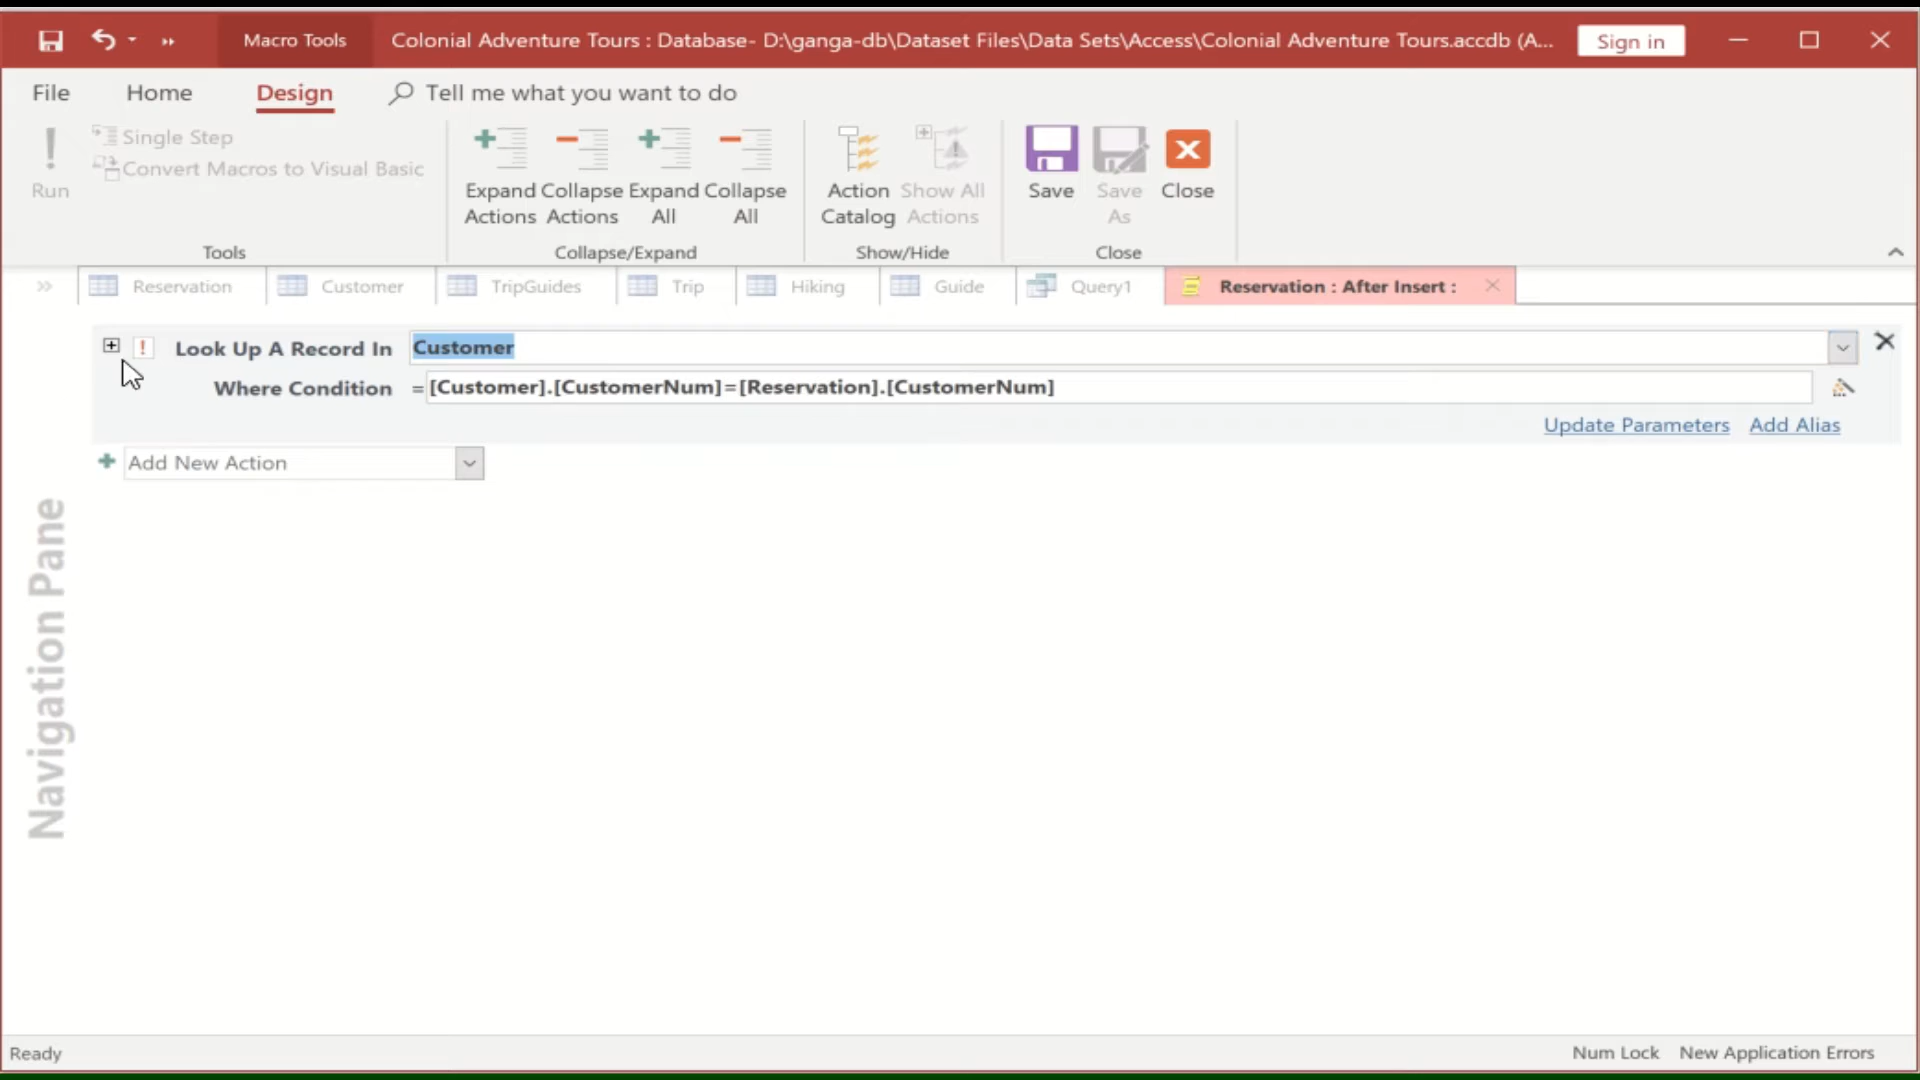 Macro Tools
Colonial Adventure Tours : Database- D:\ganga-db\Dataset Files\Data Sets\Access\Colonial Adventure Tours.accdb (A...
Sign in
File Home Design Tell me what you want to do
Run
Single Step
Convert Macros to Visual Basic
Expand Actions
Collapse Actions
Expand All
Collapse All
Action Catalog
Show All Actions
Save
Save As
Close
Tools Collapse/Expand Show/Hide Close
Reservation Customer TripGuides Trip Hiking Guide Query1 Reservation : After Insert :
Look Up A Record In Customer
Where Condition = [Customer].[CustomerNum]=[Reservation].[CustomerNum]
Update Parameters Add Alias
Add New Action
Navigation Pane
Ready Num Lock New Application Errors